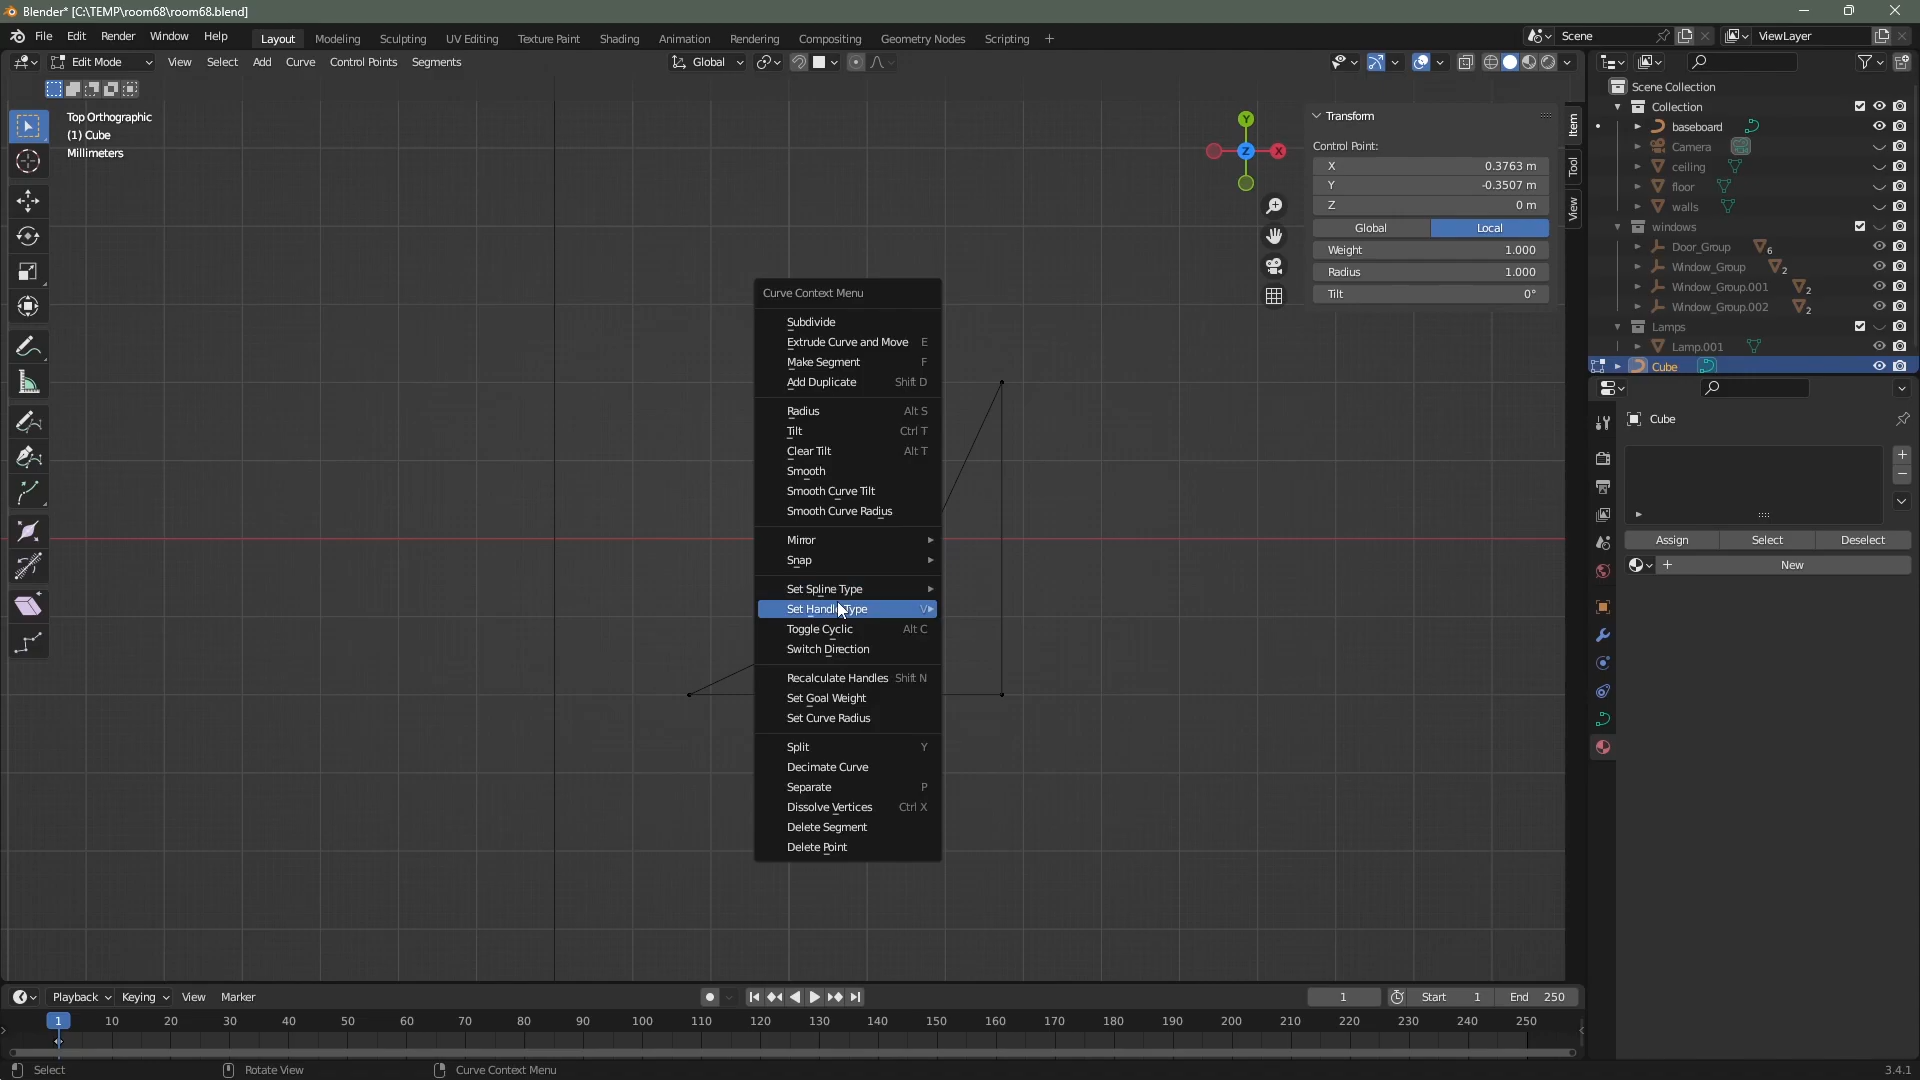 Blender* [C:\TEMP\room68\room68.blend]
File Edit Render Window Help Layout Modeling Sculpting UV Editing Texture Paint Shading Animation Rendering Compositing Geometry Nodes Scripting + Scene ViewLayer
Edit Mode View Select Add Curve Control Points Segments Global
Top Orthographic
(1) Cube
Millimeters
Y
X
Z
Transform
Control Point:
X 0.3763 m
Y -0.3507 m
Z 0 m
Global Local
Weight 1.000
Radius 1.000
Tilt 0°
Item
Tool
View
Curve Context Menu
Subdivide
Extrude Curve and Move E
Make Segment F
Add Duplicate Shift D
Radius Alt S
Tilt Ctrl T
Clear Tilt Alt T
Smooth
Smooth Curve Tilt
Smooth Curve Radius
Mirror
Snap
Set Spline Type
Set Handle Type V
Toggle Cyclic Alt C
Switch Direction
Recalculate Handles Shift N
Set Goal Weight
Set Curve Radius
Split Y
Decimate Curve
Separate P
Dissolve Vertices Ctrl X
Delete Segment
Delete Point
Scene Collection
Collection
baseboard
Camera
ceiling
floor
walls
windows
Door_Group 6
Window_Group 2
Window_Group.001 2
Window_Group.002 2
Lamps
Lamp.001
Cube
Cube
Assign Select Deselect
+ New
Playback Keying View Marker 1 Start 1 End 250
1 10 20 30 40 50 60 70 80 90 100 110 120 130 140 150 160 170 180 190 200 210 220 230 240 250
Select Rotate View Curve Context Menu 3.4.1